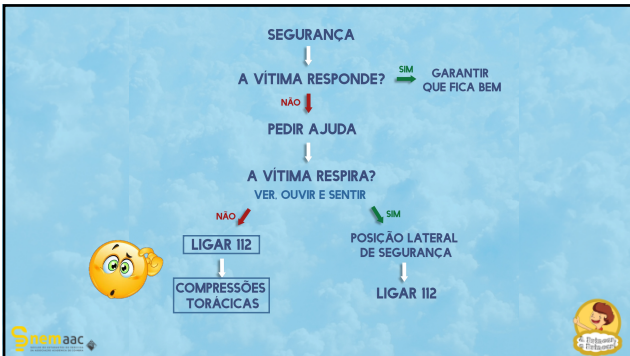 SEGURANÇA
A VÍTIMA RESPONDE?
SIM
GARANTIR
QUE FICA BEM
NÃO
PEDIR AJUDA
A VÍTIMA RESPIRA?
VER, OUVIR E SENTIR
NÃO
SIM
LIGAR 112
POSIÇÃO LATERAL
DE SEGURANÇA
COMPRESSÕES
TORÁCICAS
LIGAR 112
nemaac